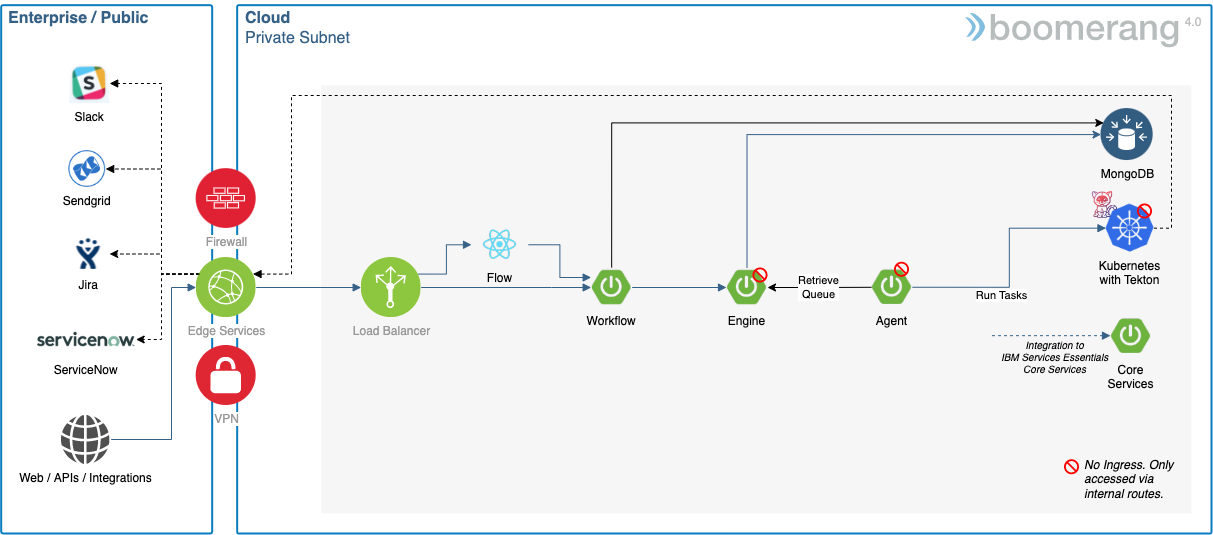 Enterprise / Public
Cloud
Private Subnet
boomerang 4.0
S
Slack
Sendgrid
Jira
servicenow.
ServiceNow
Web / APIs / Integrations
Firewall
Edge Services
VPN
Load Balancer
Flow
Workflow
Engine
Retrieve
Queue
Agent
Run Tasks
MongoDB
Kubernetes
with Tekton
Integration to
IBM Services Essentials
Core Services
Core
Services
No Ingress. Only
accessed via
internal routes.